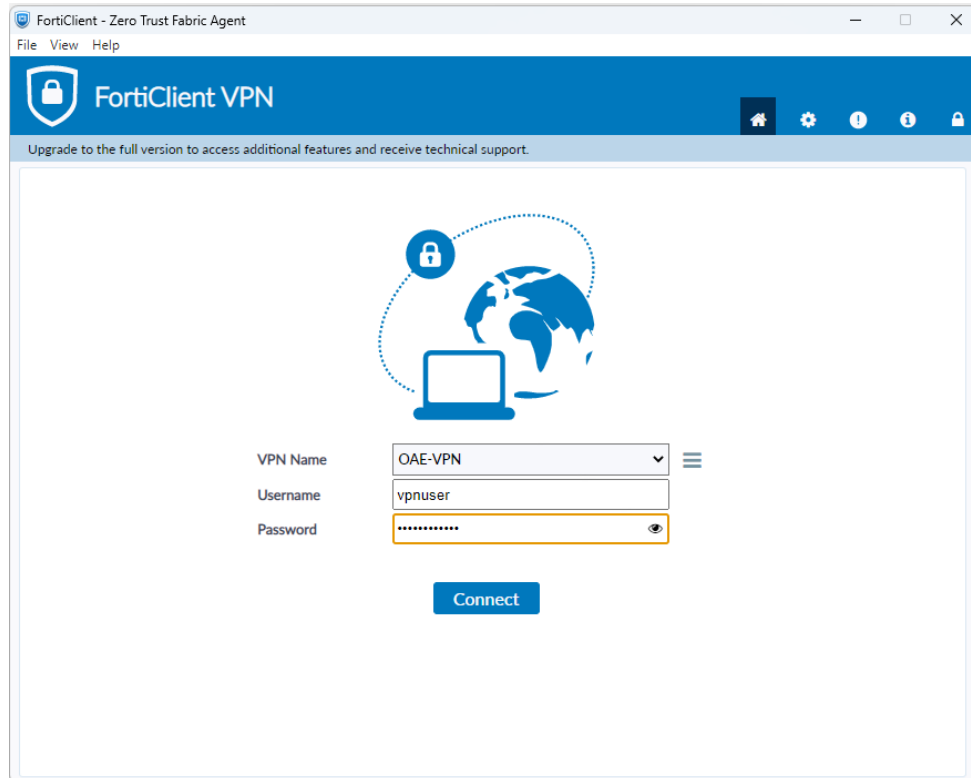 FortiClient - Zero Trust Fabric Agent
File View Help
FortiClient VPN
Upgrade to the full version to access additional features and receive technical support.
VPN Name OAE-VPN
Username vpnuser
Password ••••••••••••
Connect